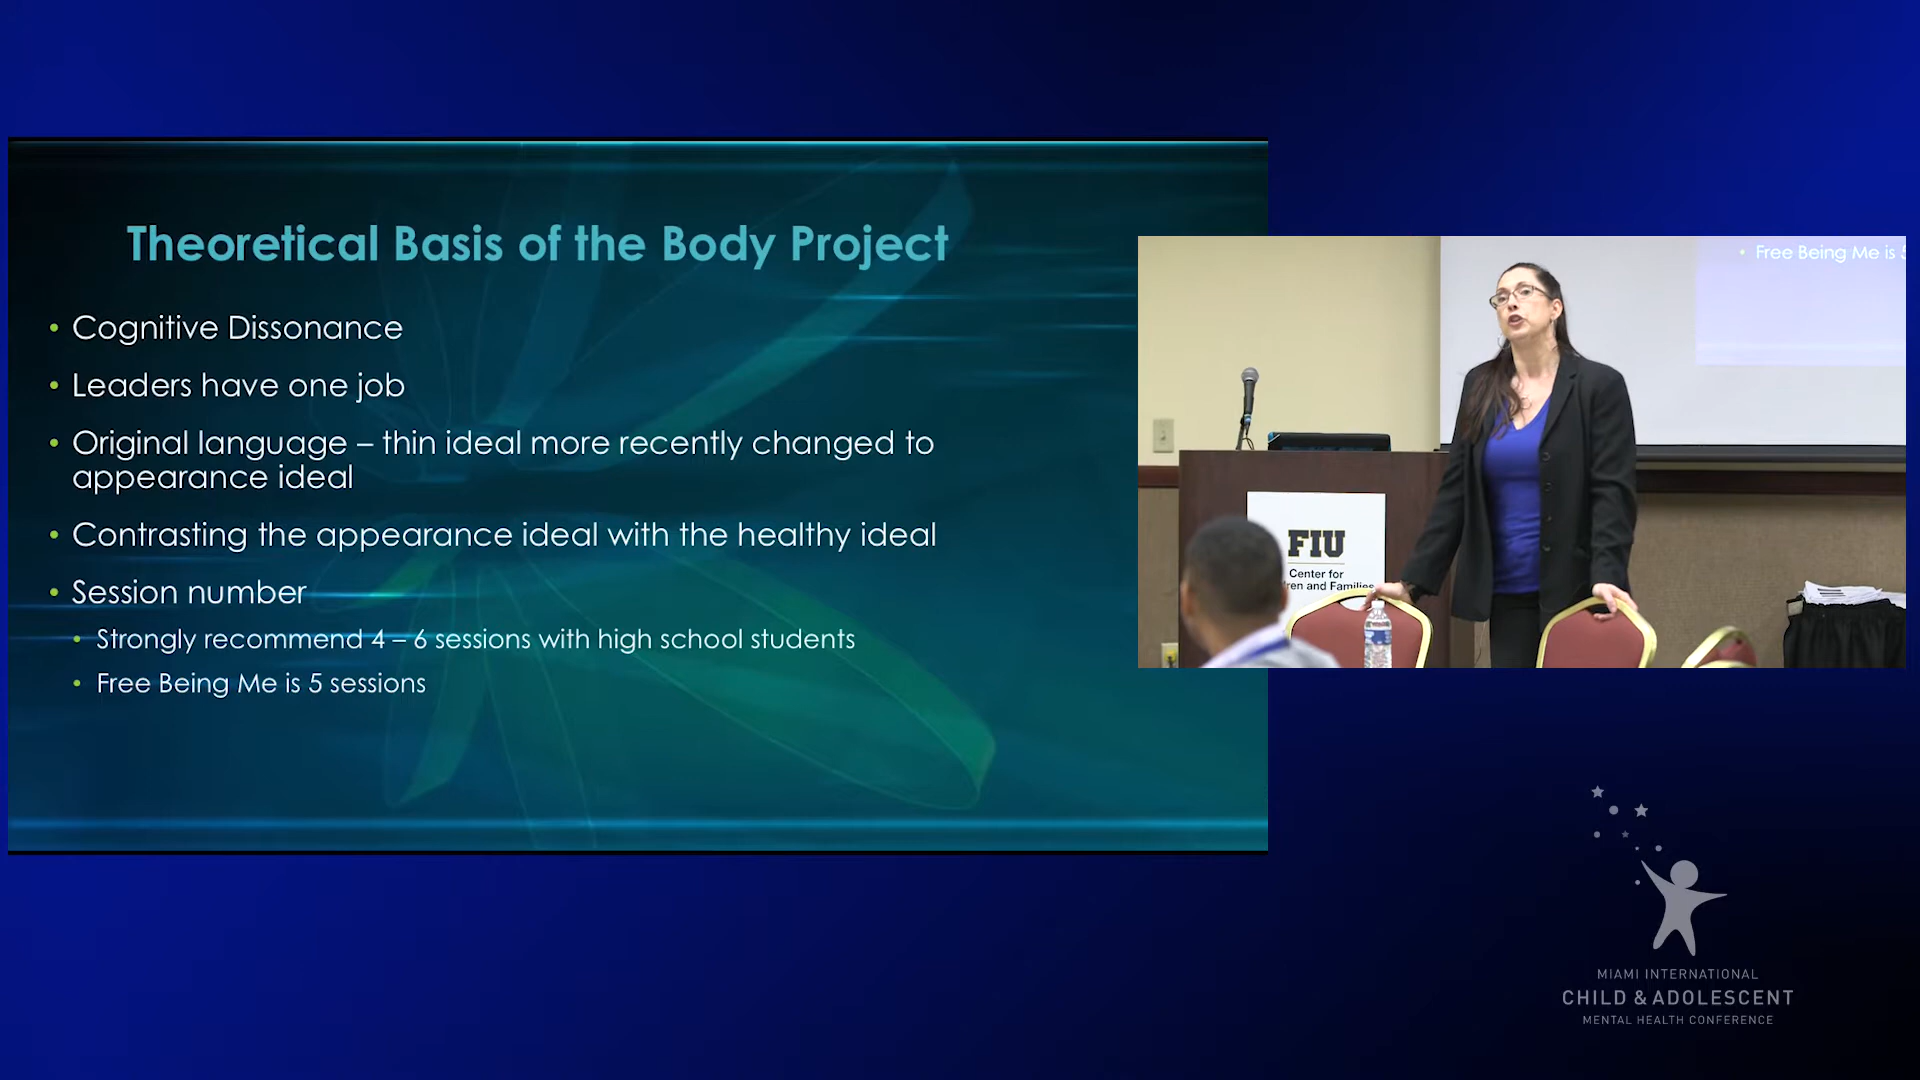 Theoretical Basis of the Body Project
• Cognitive Dissonance
• Leaders have one job
• Original language – thin ideal more recently changed to
appearance ideal
• Contrasting the appearance ideal with the healthy ideal
• Session number
• Strongly recommend 4 – 6 sessions with high school students
• Free Being Me is 5 sessions
• Free Being Me is 5
FIU
Center for
ren and Families
MIAMI INTERNATIONAL
CHILD & ADOLESCENT
MENTAL HEALTH CONFERENCE